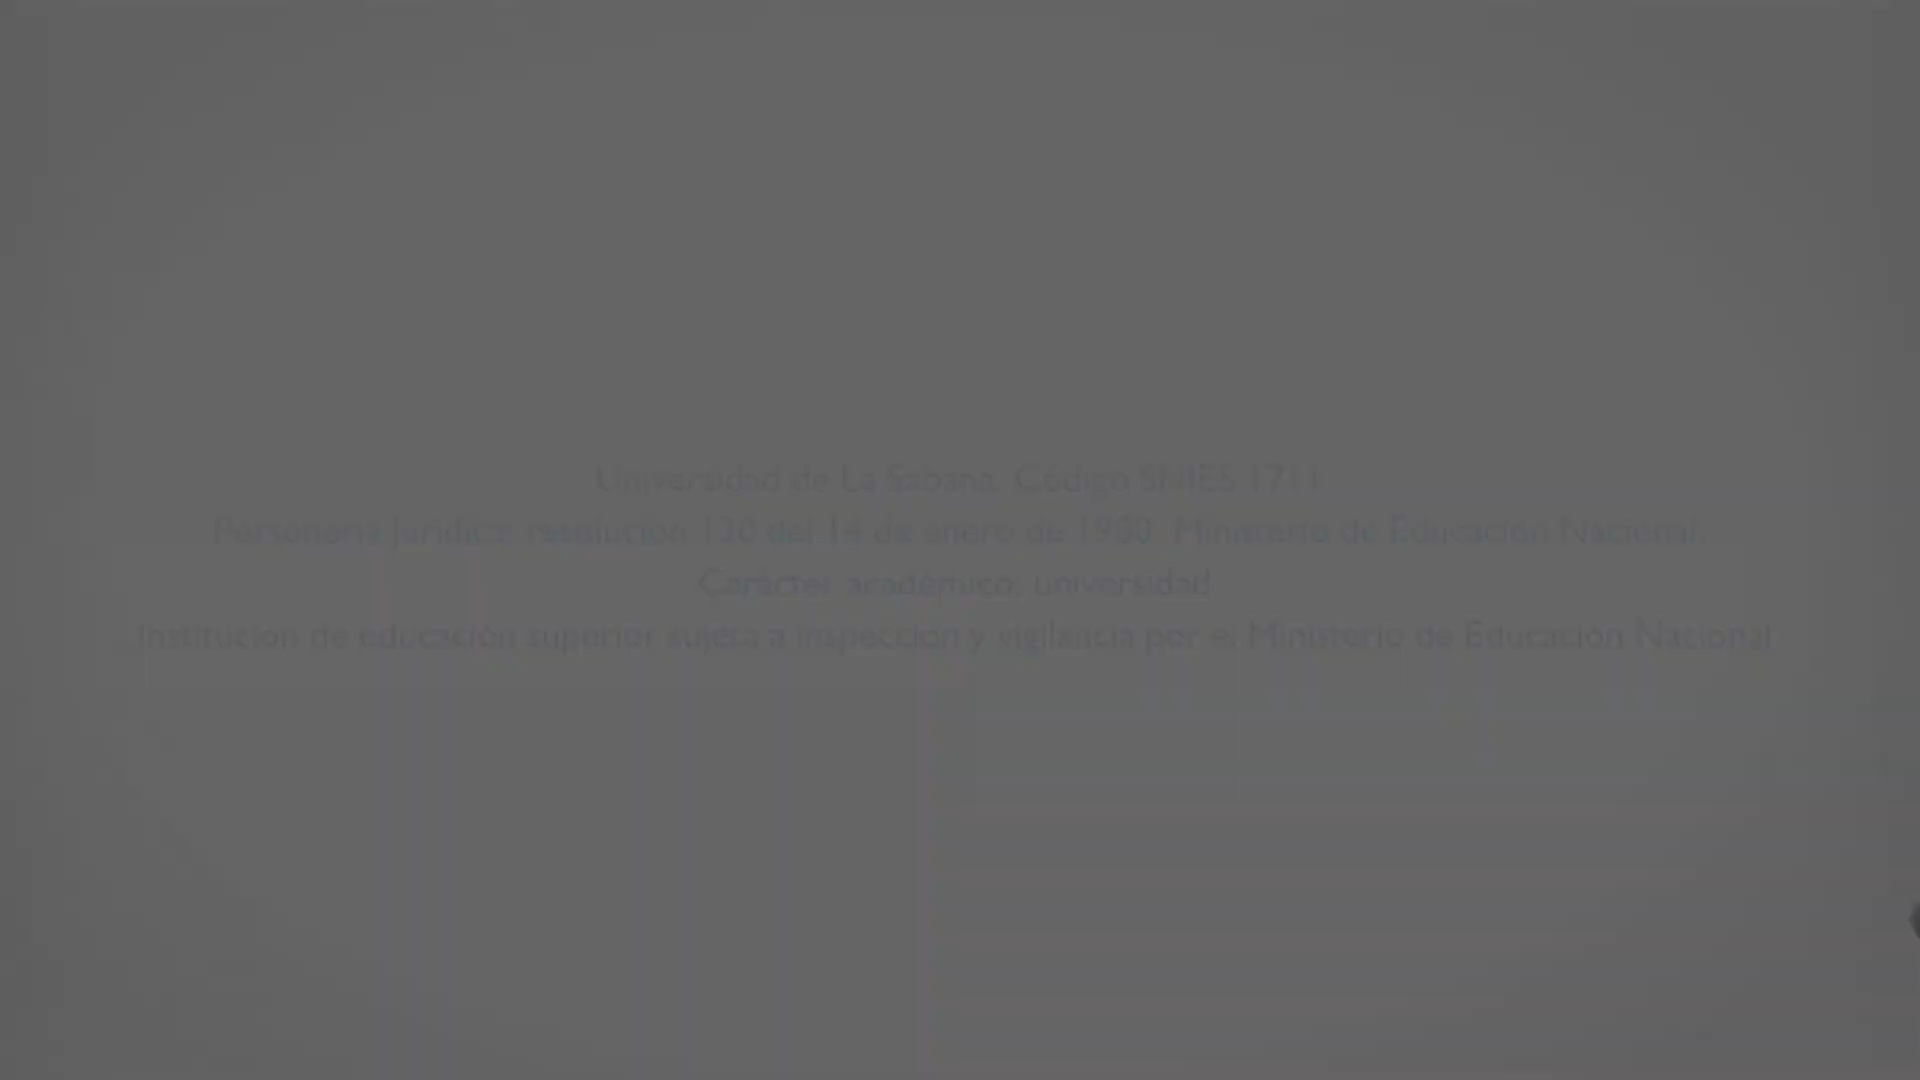 Universidad de La Sabana. Código SNIES 1711
Personería Jurídica: resolución 130 del 14 de enero de 1980. Ministerio de Educación Nacional.
Carácter académico: universidad
Institución de educación superior sujeta a inspección y vigilancia por el Ministerio de Educación Nacional